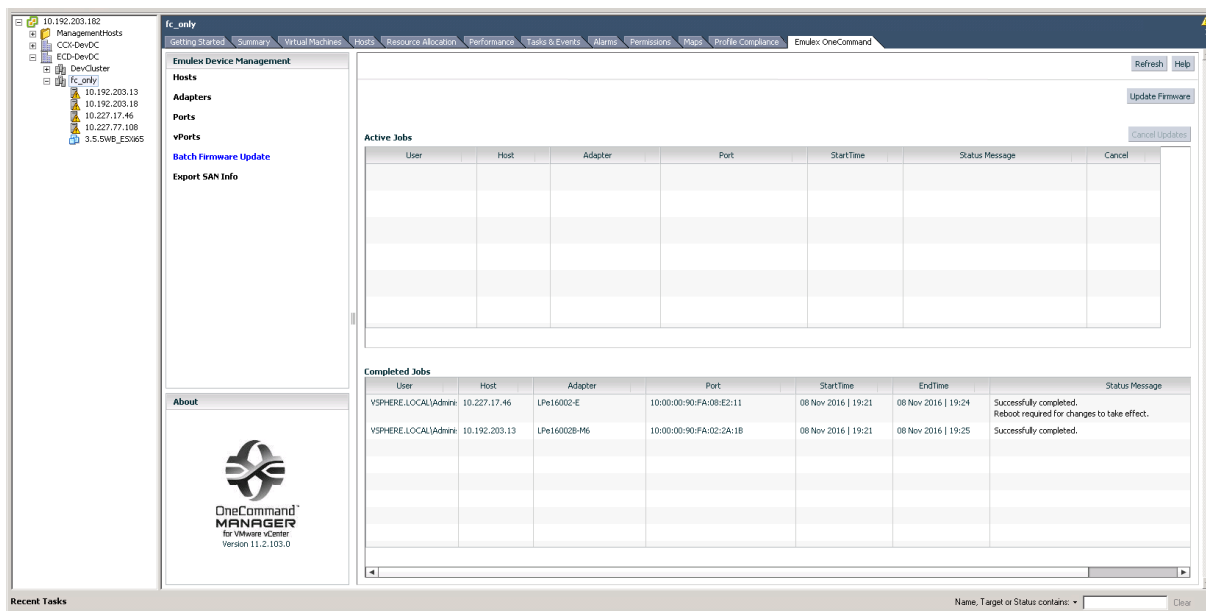 10.192.203.182
ManagementHosts
CCX-DevDC
ECD-DevDC
DevCluster
fc_only
10.192.203.13
10.192.203.18
10.227.17.46
10.227.77.108
3.5.5WB_ESXi65
fc_only
Getting Started Summary Virtual Machines Hosts Resource Allocation Performance Tasks & Events Alarms Permissions Maps Profile Compliance Emulex OneCommand
Emulex Device Management
Hosts
Adapters
Ports
vPorts
Batch Firmware Update
Export SAN Info
About
OneCommand™
MANAGER
for VMware vCenter
Version 11.2.103.0
Refresh Help
Update Firmware
Active Jobs Cancel Updates
User Host Adapter Port StartTime Status Message Cancel
Completed Jobs
User Host Adapter Port StartTime EndTime Status Message
VSPHERE.LOCAL\Admini 10.227.17.46 LPe16002-E 10:00:00:90:FA:08:E2:11 08 Nov 2016 | 19:21 08 Nov 2016 | 19:24 Successfully completed.
Reboot required for changes to take effect.
VSPHERE.LOCAL\Admini 10.192.203.13 LPe16002B-M6 10:00:00:90:FA:02:2A:1B 08 Nov 2016 | 19:21 08 Nov 2016 | 19:25 Successfully completed.
Recent Tasks Name, Target or Status contains: Clear